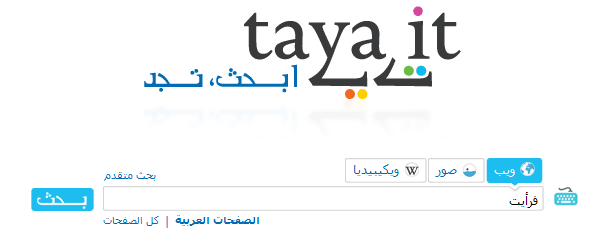 taya it
ابحث، تجد
ويب صور ويكيبيديا
بحث متقدم
فرأيت
بحث
الصفحات العربية | كل الصفحات